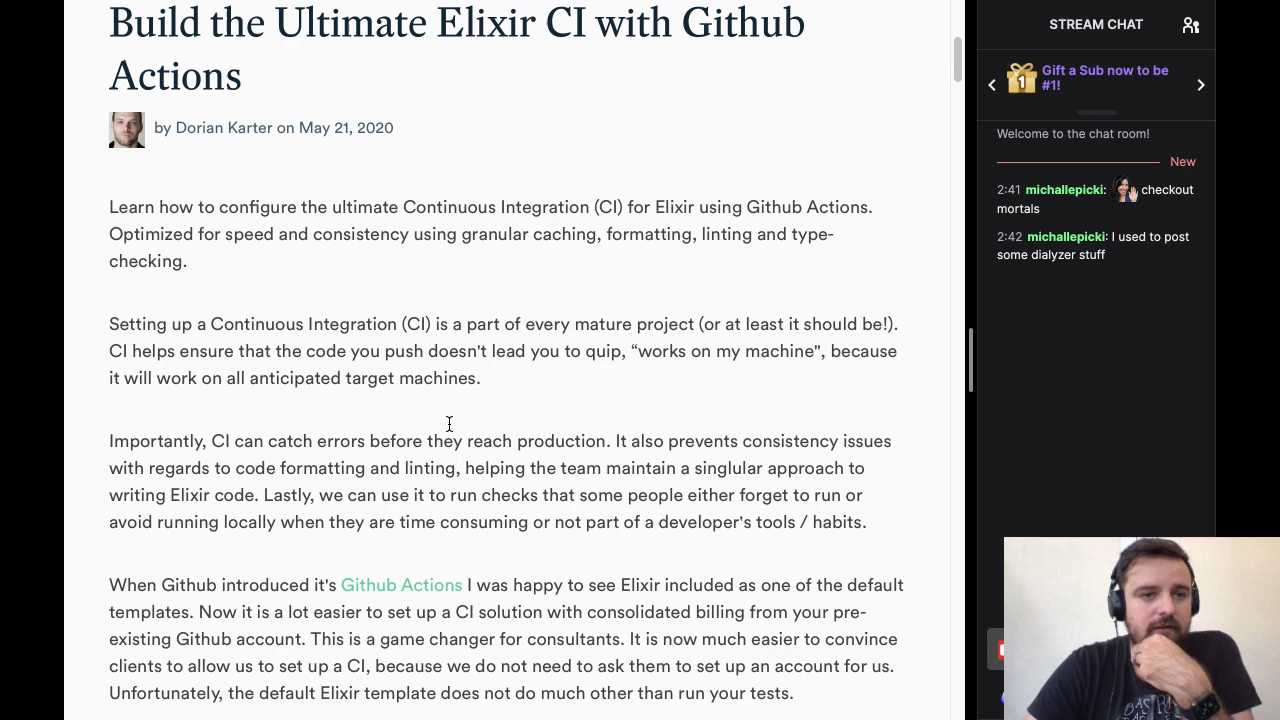 Build the Ultimate Elixir CI with Github
Actions
by Dorian Karter on May 21, 2020
Learn how to configure the ultimate Continuous Integration (CI) for Elixir using Github Actions.
Optimized for speed and consistency using granular caching, formatting, linting and type-
checking.
Setting up a Continuous Integration (CI) is a part of every mature project (or at least it should be!).
CI helps ensure that the code you push doesn't lead you to quip, “works on my machine", because
it will work on all anticipated target machines.
Importantly, CI can catch errors before they reach production. It also prevents consistency issues
with regards to code formatting and linting, helping the team maintain a singlular approach to
writing Elixir code. Lastly, we can use it to run checks that some people either forget to run or
avoid running locally when they are time consuming or not part of a developer's tools / habits.
When Github introduced it's Github Actions I was happy to see Elixir included as one of the default
templates. Now it is a lot easier to set up a CI solution with consolidated billing from your pre-
existing Github account. This is a game changer for consultants. It is now much easier to convince
clients to allow us to set up a CI, because we do not need to ask them to set up an account for us.
Unfortunately, the default Elixir template does not do much other than run your tests.
STREAM CHAT
1
Gift a Sub now to be
#1!
Welcome to the chat room!
New
2:41 michallepicki: checkout
mortals
2:42 michallepicki: I used to post
some dialyzer stuff